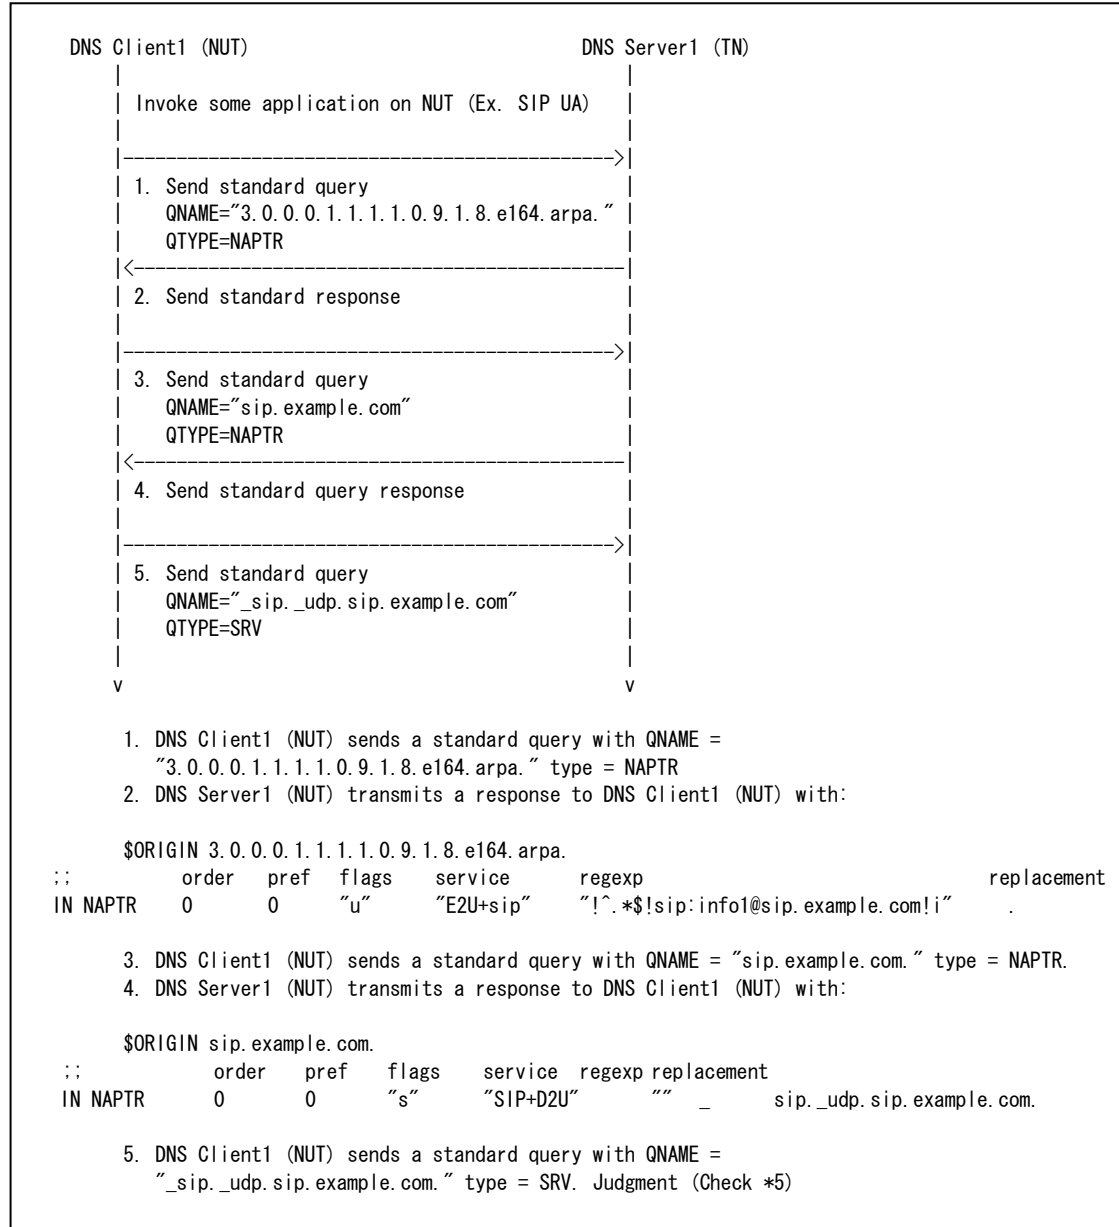 DNS Client1 (NUT)                                DNS Server1 (TN)
| |
| Invoke some application on NUT (Ex. SIP UA) |
| |
|---------------------------------------------->|
| 1. Send standard query |
| QNAME="3.0.0.0.1.1.1.1.0.9.1.8.e164.arpa." |
| QTYPE=NAPTR |
|<----------------------------------------------|
| 2. Send standard response |
| |
|---------------------------------------------->|
| 3. Send standard query |
| QNAME="sip.example.com" |
| QTYPE=NAPTR |
|<----------------------------------------------|
| 4. Send standard query response |
| |
|---------------------------------------------->|
| 5. Send standard query |
| QNAME="_sip._udp.sip.example.com" |
| QTYPE=SRV |
| |
v v
1. DNS Client1 (NUT) sends a standard query with QNAME =
"3.0.0.0.1.1.1.1.0.9.1.8.e164.arpa." type = NAPTR
2. DNS Server1 (NUT) transmits a response to DNS Client1 (NUT) with:
$ORIGIN 3.0.0.0.1.1.1.1.0.9.1.8.e164.arpa.
;; order pref flags service regexp replacement
IN NAPTR 0 0 "u" "E2U+sip" "!^.*$!sip:info1@sip.example.com!i" .
3. DNS Client1 (NUT) sends a standard query with QNAME = "sip.example.com." type = NAPTR.
4. DNS Server1 (NUT) transmits a response to DNS Client1 (NUT) with:
$ORIGIN sip.example.com.
;; order pref flags service regexp replacement
IN NAPTR 0 0 "s" "SIP+D2U" "" _ sip._udp.sip.example.com.
5. DNS Client1 (NUT) sends a standard query with QNAME =
"_sip._udp.sip.example.com." type = SRV. Judgment (Check *5)